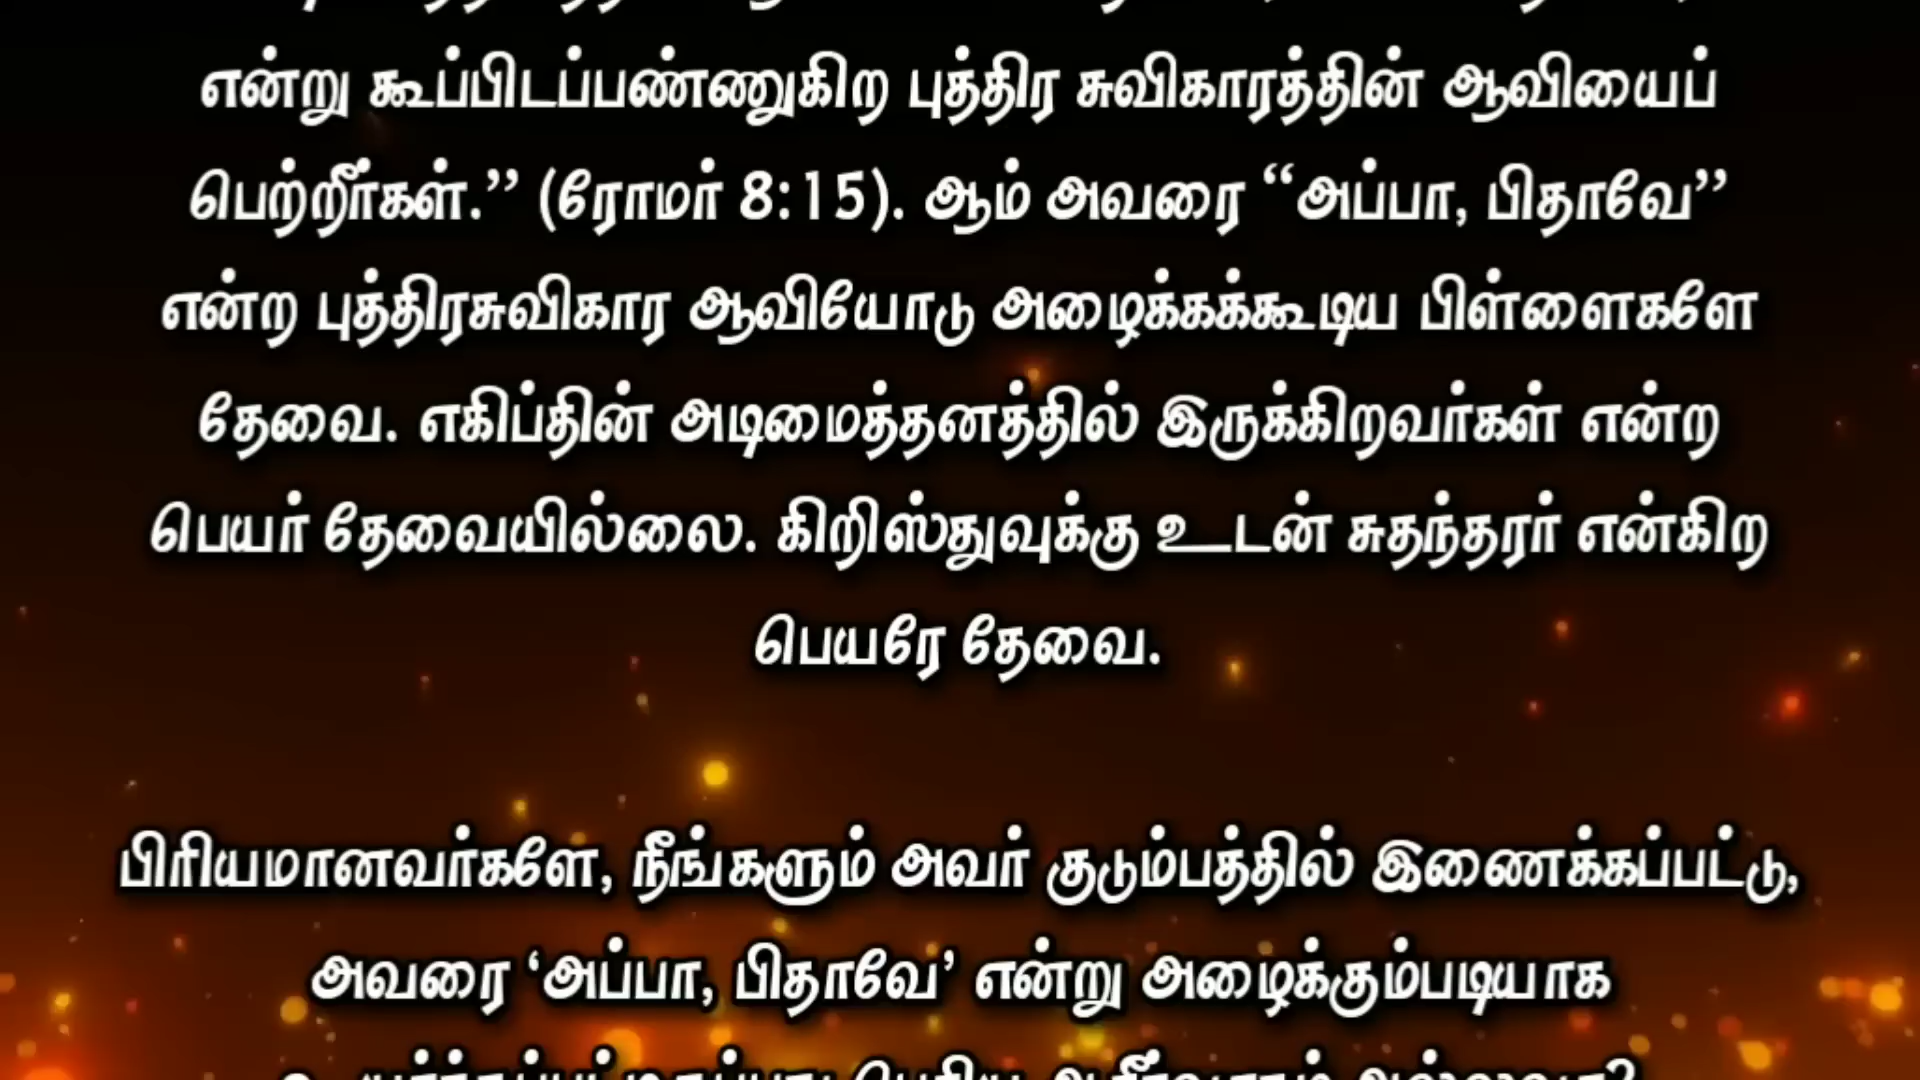 என்று கூப்பிடப்பண்ணுகிற புத்திர சுவிகாரத்தின் ஆவியைப்
பெற்றீர்கள்.” (ரோமர் 8:15). ஆம் அவரை “அப்பா, பிதாவே”
என்ற புத்திரசுவிகார ஆவியோடு அழைக்கக்கூடிய பிள்ளைகளே
தேவை. எகிப்தின் அடிமைத்தனத்தில் இருக்கிறவர்கள் என்ற
பெயர் தேவையில்லை. கிறிஸ்துவுக்கு உடன் சுதந்தரர் என்கிற
பெயரே தேவை.
பிரியமானவர்களே, நீங்களும் அவர் குடும்பத்தில் இணைக்கப்பட்டு,
அவரை ‘அப்பா, பிதாவே’ என்று அழைக்கும்படியாக